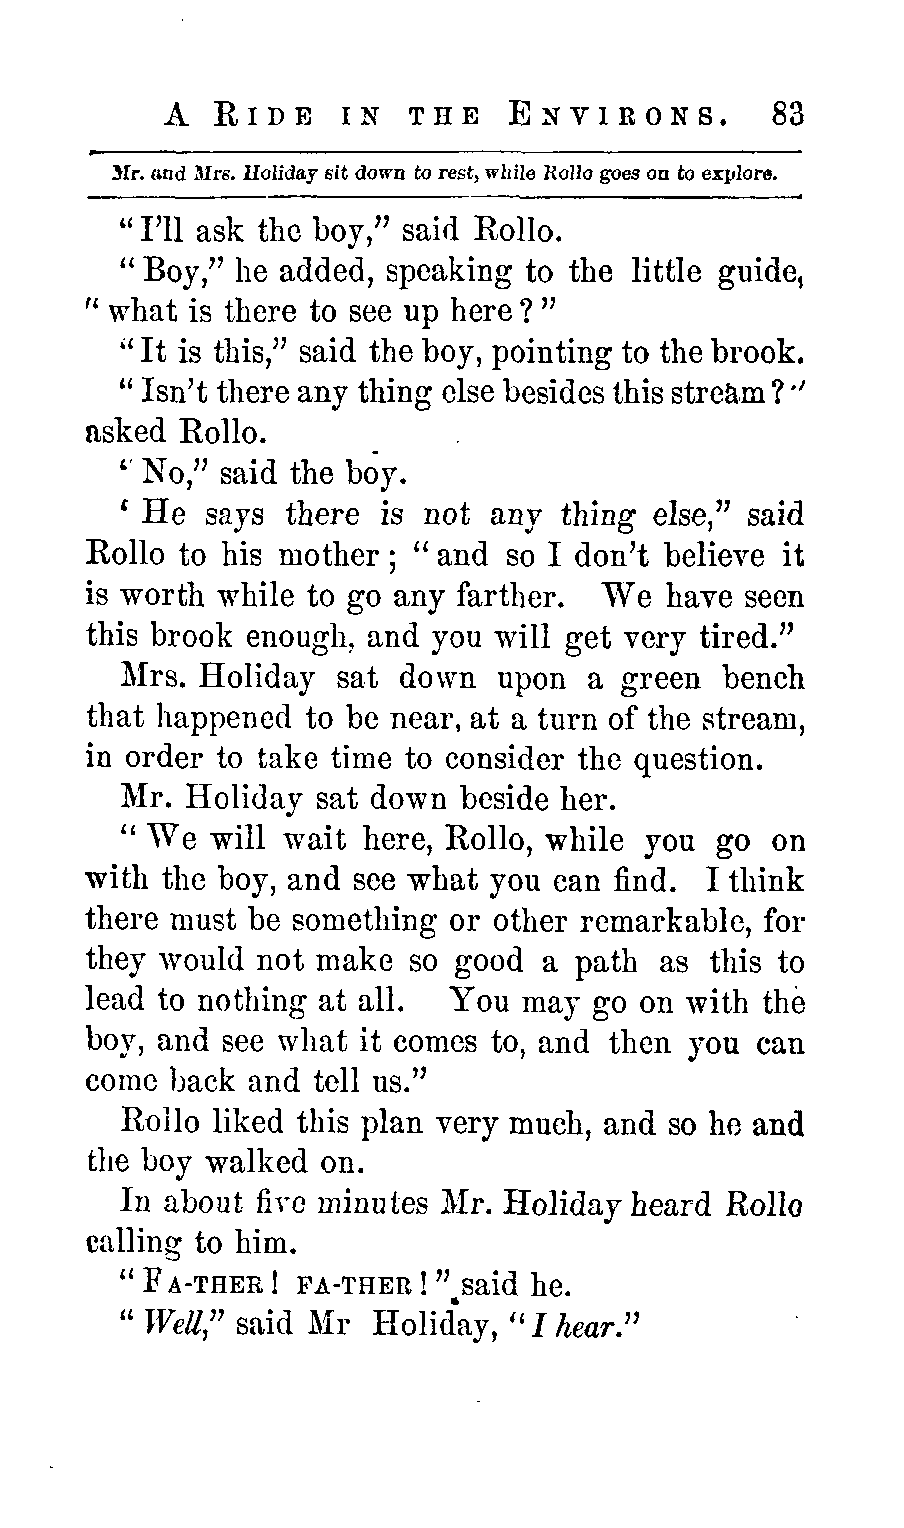 A RIDE IN THE ENVIRONS. 83
Mr. and Mrs. Holiday sit down to rest, while Rollo goes on to explore.
“I’ll ask the boy,” said Rollo.
“Boy,” he added, speaking to the little guide,
“what is there to see up here?”
“It is this,” said the boy, pointing to the brook.
“Isn’t there any thing else besides this stream?”
asked Rollo.
“No,” said the boy.
‘He says there is not any thing else,” said
Rollo to his mother; “and so I don’t believe it
is worth while to go any farther. We have seen
this brook enough, and you will get very tired.”
Mrs. Holiday sat down upon a green bench
that happened to be near, at a turn of the stream,
in order to take time to consider the question.
Mr. Holiday sat down beside her.
“We will wait here, Rollo, while you go on
with the boy, and see what you can find. I think
there must be something or other remarkable, for
they would not make so good a path as this to
lead to nothing at all. You may go on with the
boy, and see what it comes to, and then you can
come back and tell us.”
Rollo liked this plan very much, and so he and
the boy walked on.
In about five minutes Mr. Holiday heard Rollo
calling to him.
“FA-THER! FA-THER!” said he.
“Well,” said Mr Holiday, “I hear.”